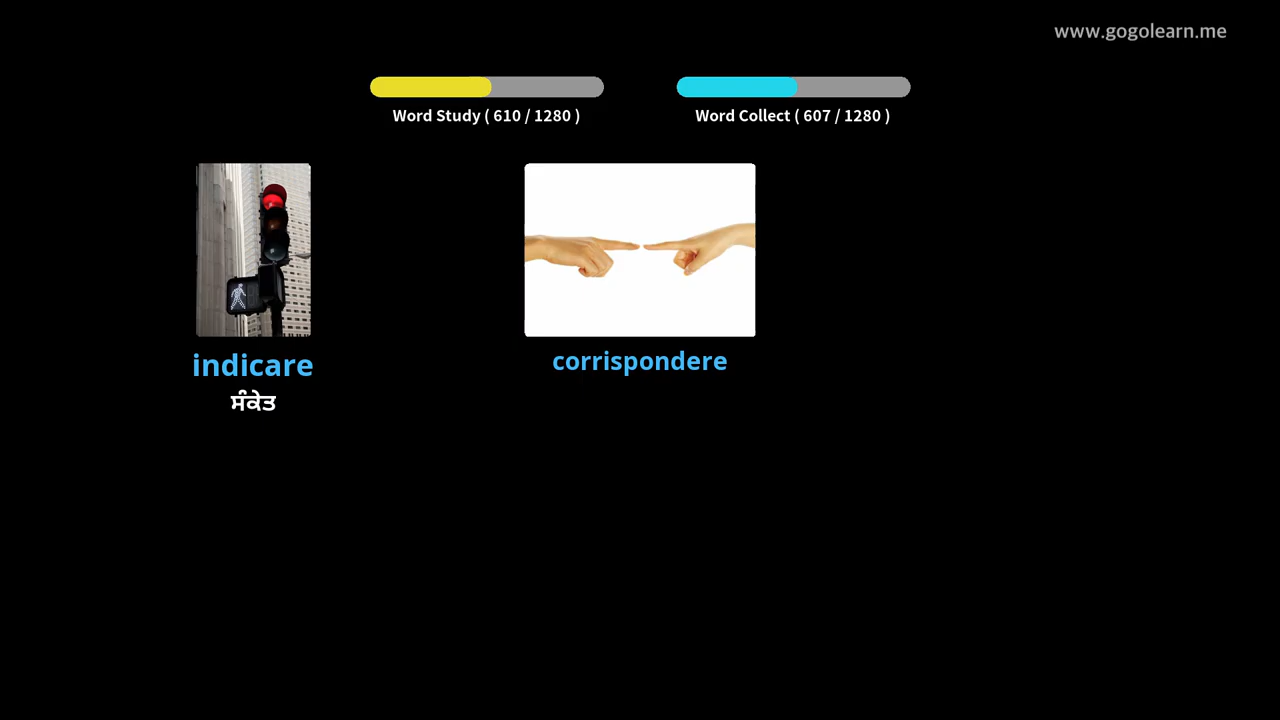 www.gogolearn.me
Word Study ( 610 / 1280 )
Word Collect ( 607 / 1280 )
indicare
ਸੰਕੇਤ
corrispondere